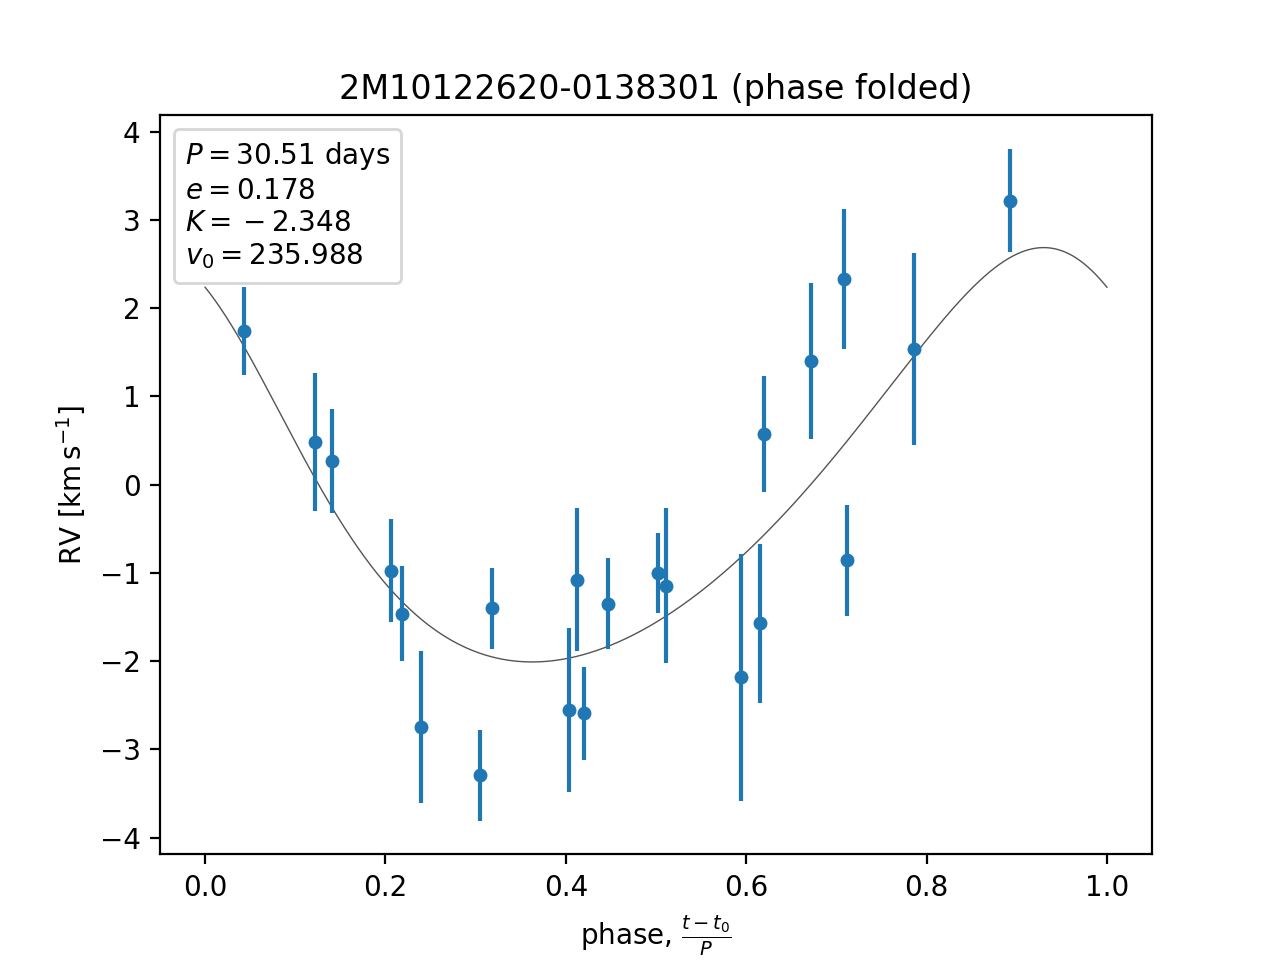 2M10122620-0138301 (phase folded)
P = 30.51 days
e = 0.178
K = −2.348
v₀ = 235.988
4
3
2
1
0
−1
−2
−3
−4
RV [km s⁻¹]
0.0 0.2 0.4 0.6 0.8 1.0
phase, (t − t₀)/P